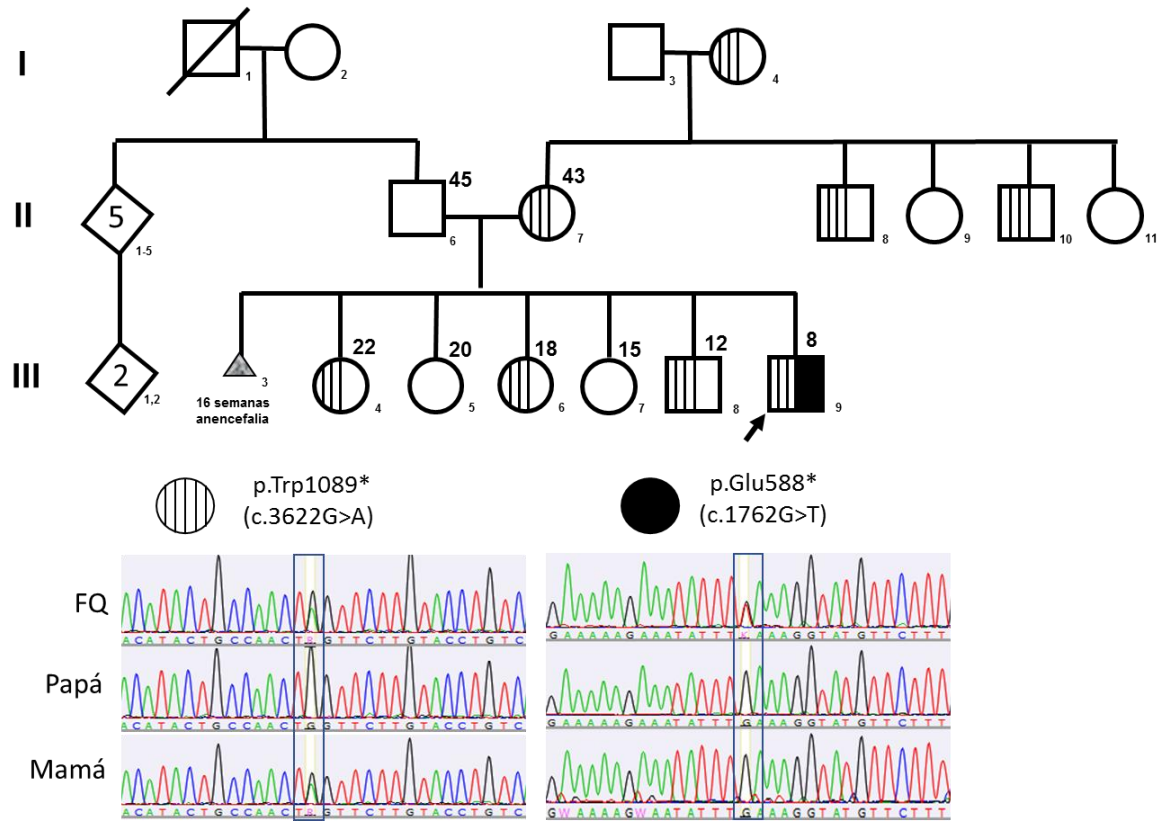 I
1
2
3
4
II
5
1-5
45
6
43
7
8
9
10
11
III
2
1,2
3
16 semanas
anencefalia
22
4
20
5
18
6
15
7
12
8
8
9
p.Trp1089*
(c.3622G>A)
p.Glu588*
(c.1762G>T)
FQ
A C A T A C T G C C A A C T R G T T C T T G T A C C T G T C
G A A A A A G A A A T A T T T K A A A G G T A T G T T C T T T
Papá
A C A T A C T G C C A A C T G G T T C T T G T A C C T G T C
G A A A A A G A A A T A T T T G A A A G G T A T G T T C T T T
Mamá
A C A T A C T G C C A A C T R G T T C T T G T A C C T G T C
G W A A A A G W A A T A T T T G A A A G G T A T G T T C T T T